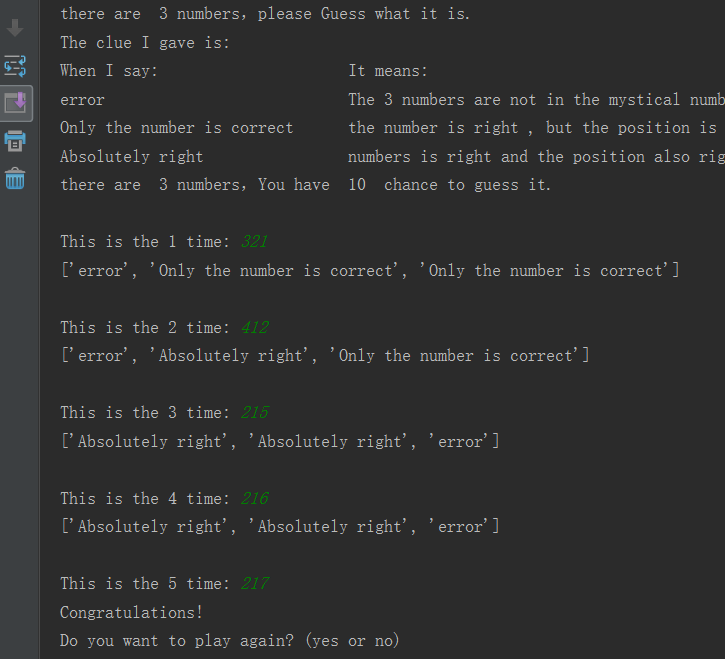 there are  3 numbers, please Guess what it is.
The clue I gave is:
When I say:                     It means:
error                           The 3 numbers are not in the mystical numb
Only the number is correct      the number is right , but the position is
Absolutely right                numbers is right and the position also rig
there are  3 numbers, You have  10  chance to guess it.
This is the 1 time: 321
['error', 'Only the number is correct', 'Only the number is correct']
This is the 2 time: 412
['error', 'Absolutely right', 'Only the number is correct']
This is the 3 time: 215
['Absolutely right', 'Absolutely right', 'error']
This is the 4 time: 216
['Absolutely right', 'Absolutely right', 'error']
This is the 5 time: 217
Congratulations!
Do you want to play again? (yes or no)